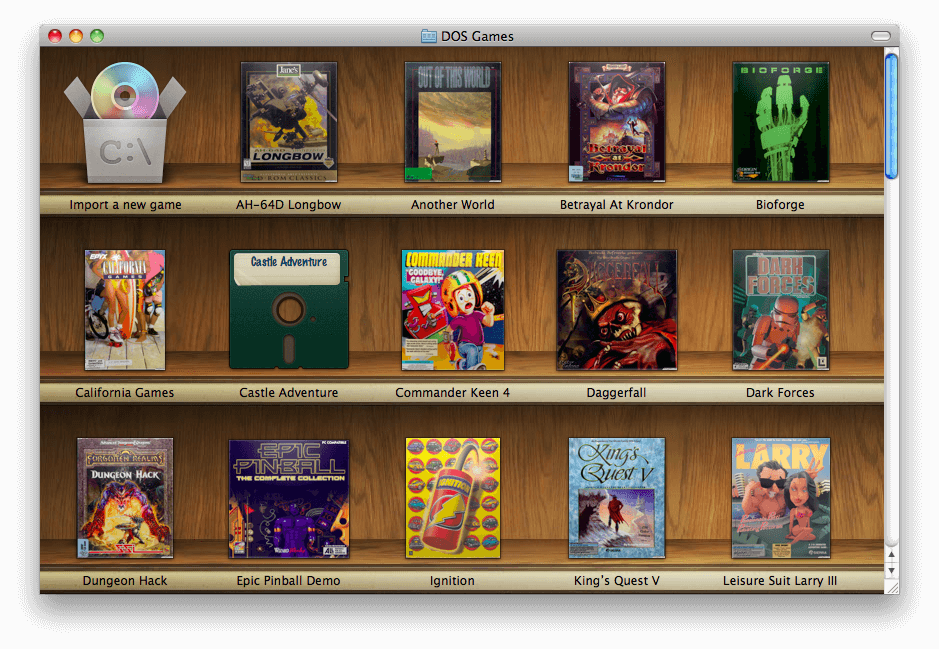 DOS Games
Jane's
AH-64D
LONGBOW
CD-ROM CLASSICS
OUT OF THIS WORLD
Betrayal
at
Krondor
BIOFORGE
C:\
Import a new game
AH-64D Longbow
Another World
Betrayal At Krondor
Bioforge
EPYX
CALIFORNIA
GAMES
Castle Adventure
COMMANDER KEEN
"GOODBYE,
GALAXY!"
DAGGERFALL
DARK
FORCES
California Games
Castle Adventure
Commander Keen 4
Daggerfall
Dark Forces
FORGOTTEN REALMS
DUNGEON HACK
PC COMPATIBLE
EPIC
PINBALL
THE COMPLETE COLLECTION
IGNITION
King's
Quest V
LARRY
Dungeon Hack
Epic Pinball Demo
Ignition
King's Quest V
Leisure Suit Larry III